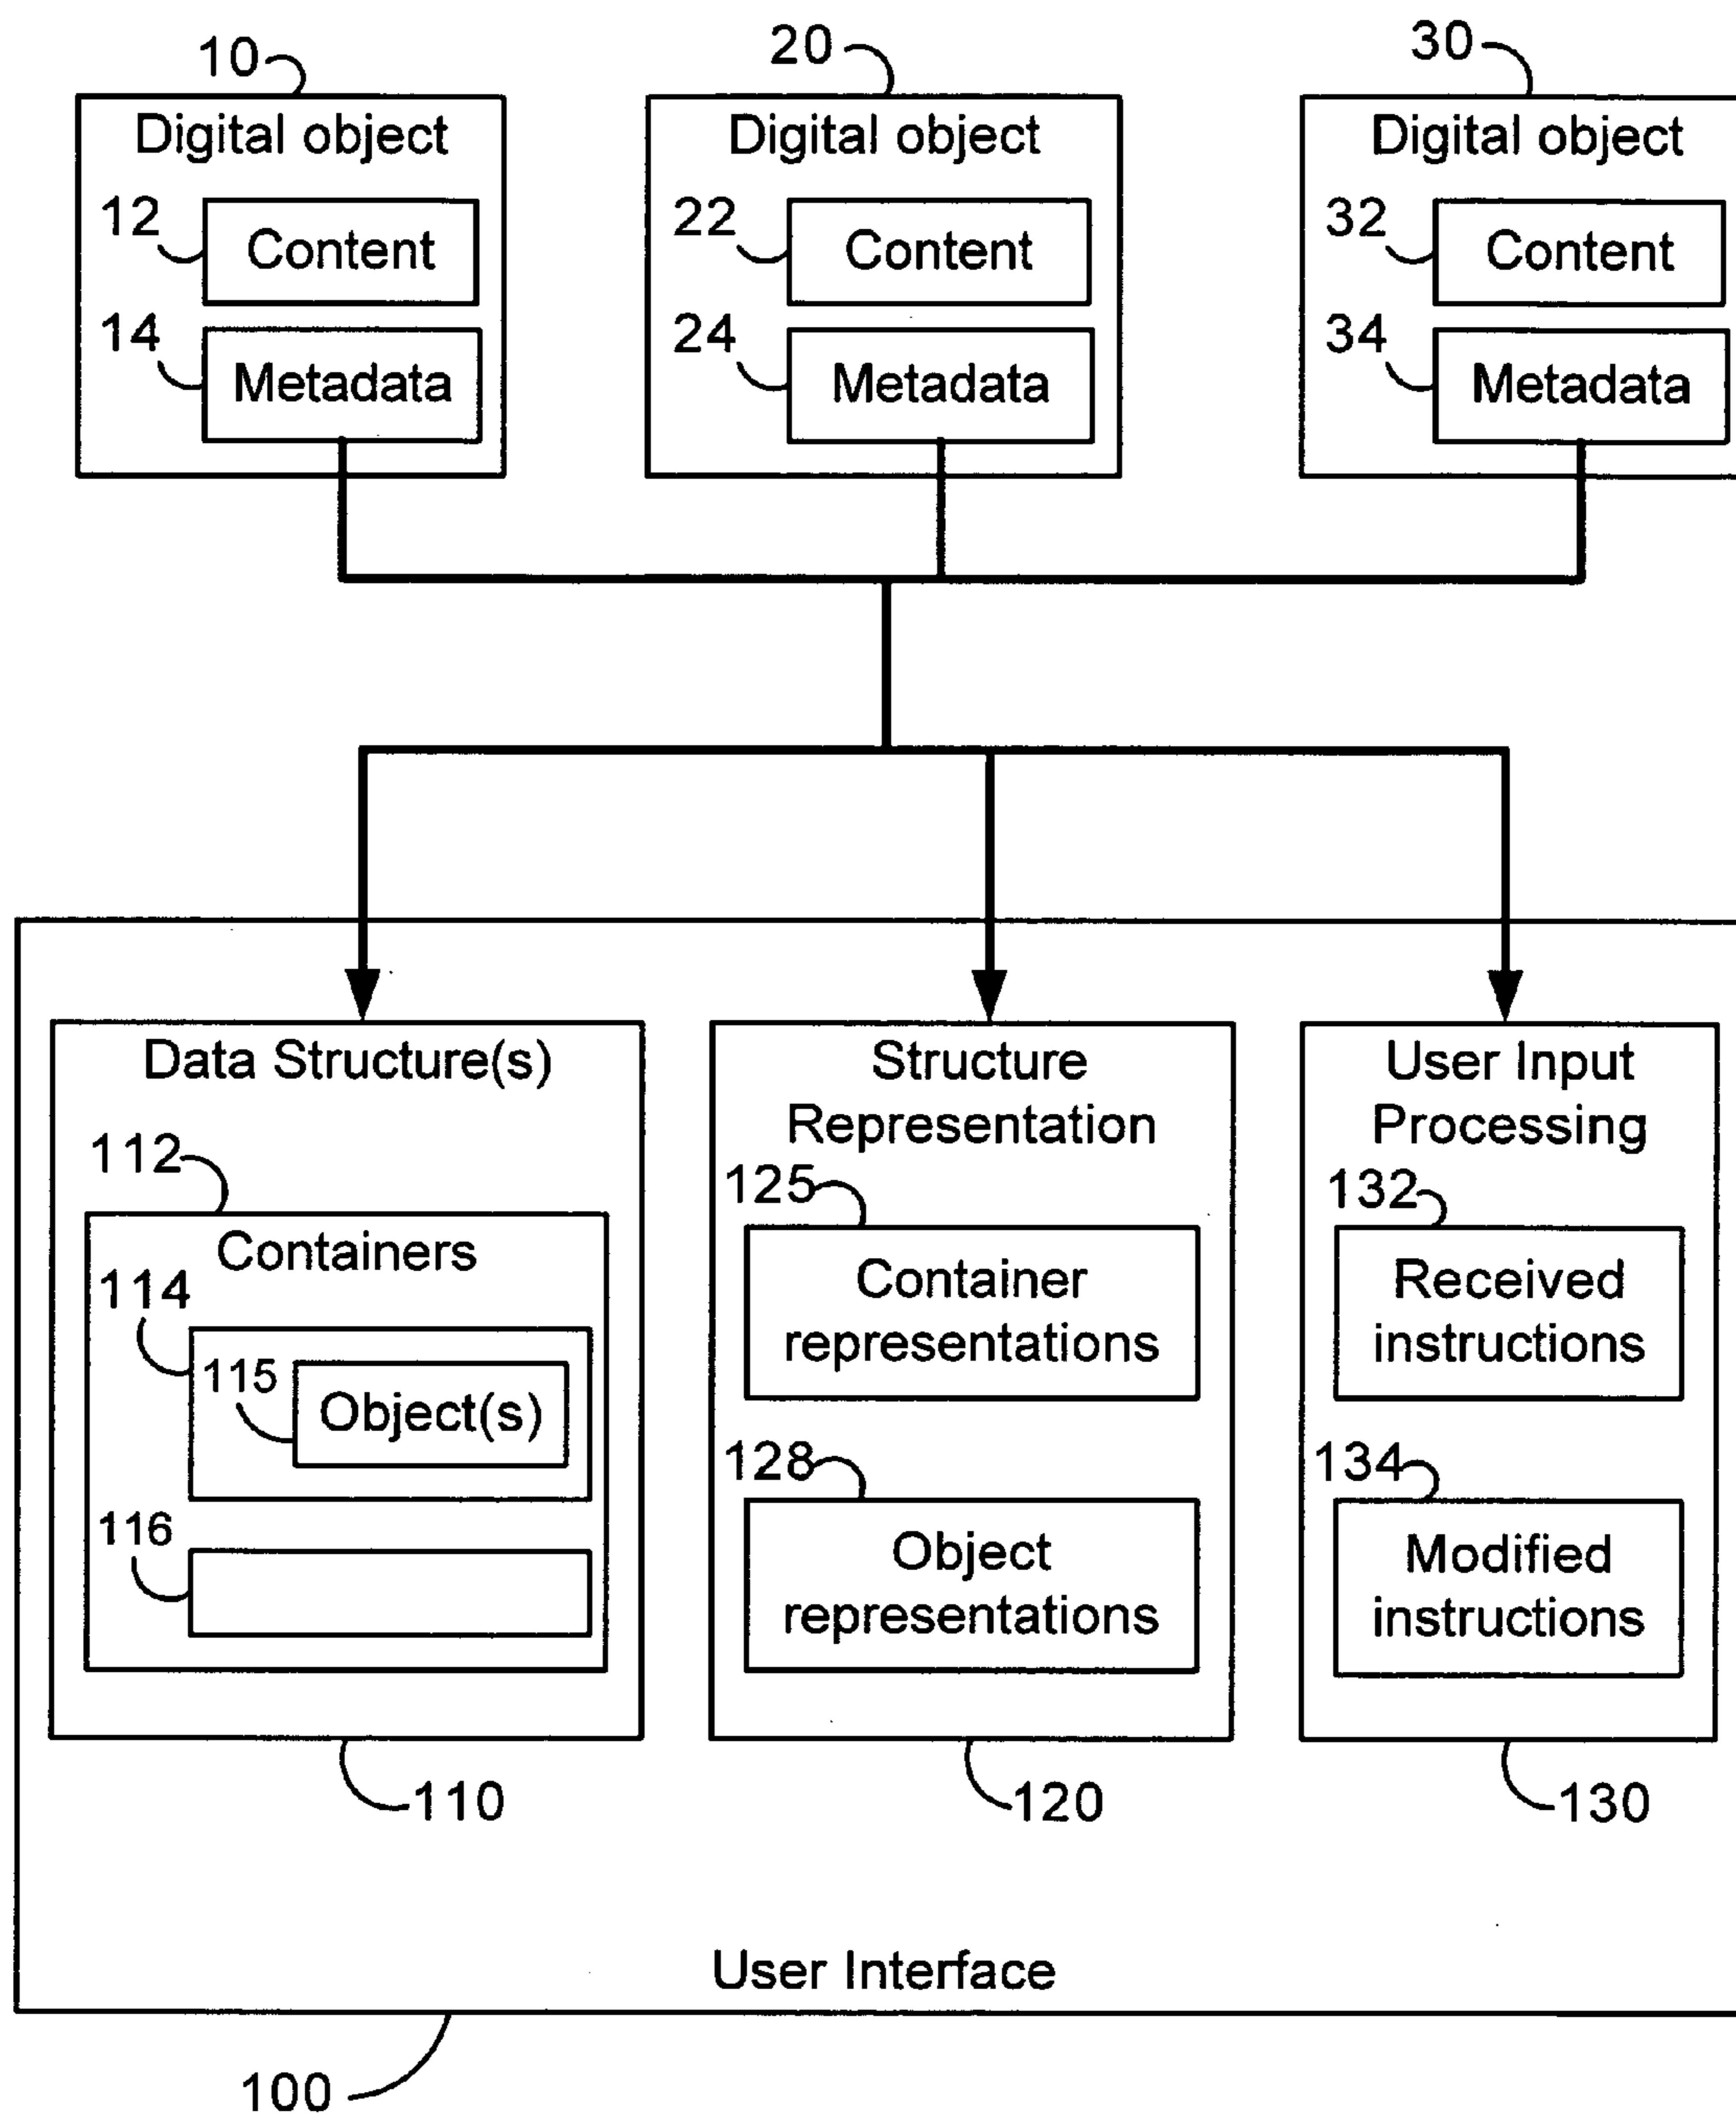 10
20
30
Digital object
Digital object
Digital object
12
Content
22
Content
32
Content
14
Metadata
24
Metadata
34
Metadata
Data Structure(s)
112
Containers
114
115
Object(s)
116
110
Structure
Representation
125
Container
representations
128
Object
representations
120
User Input
Processing
132
Received
instructions
134
Modified
instructions
130
User Interface
100